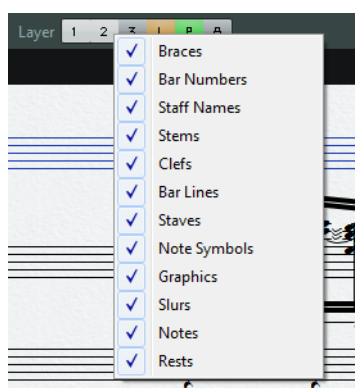 Layer 1 2 3 L P A
Braces
Bar Numbers
Staff Names
Stems
Clefs
Bar Lines
Staves
Note Symbols
Graphics
Slurs
Notes
Rests